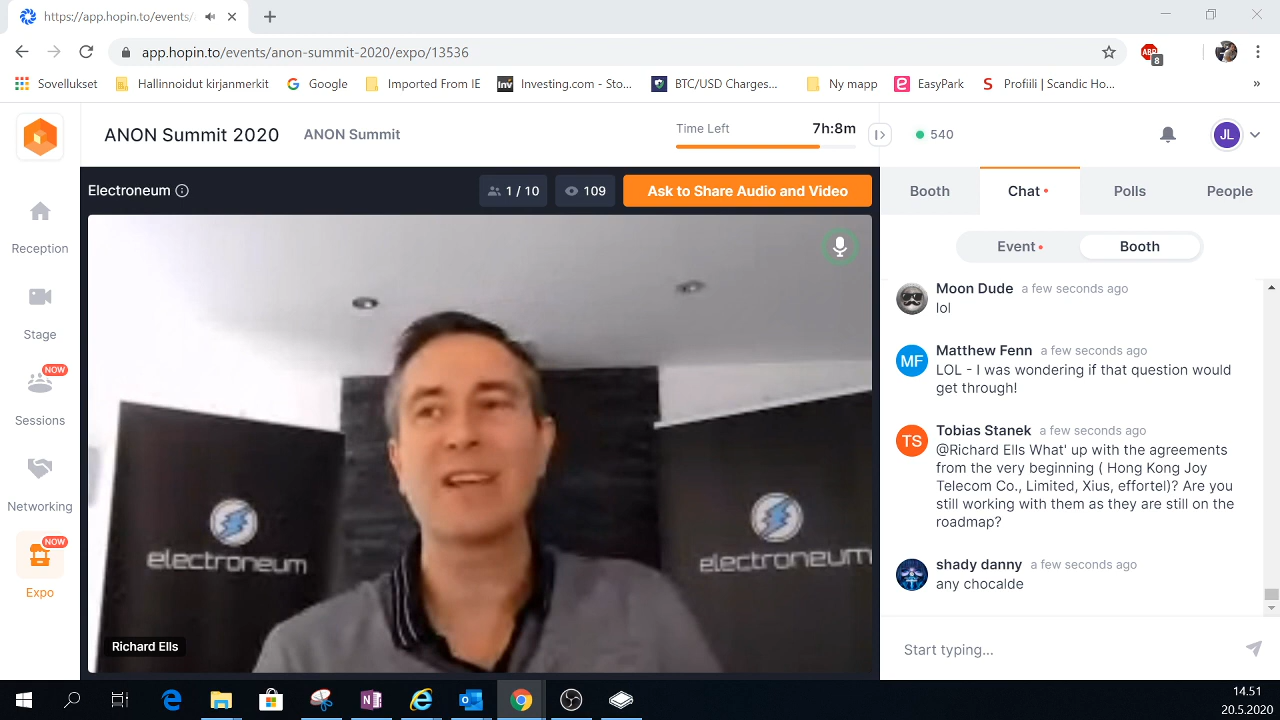 https://app.hopin.to/events/
app.hopin.to/events/anon-summit-2020/expo/13536
ABP
8
Sovellukset
Hallinnoidut kirjanmerkit
Google
Imported From IE
Inv
Investing.com - Sto...
BTC/USD Charges...
Ny mapp
EasyPark
S
Profiili | Scandic Ho...
»
ANON Summit 2020
ANON Summit
Time Left
7h:8m
540
JL
Reception
Stage
NOW
Sessions
Networking
NOW
Expo
Electroneum
1 / 10
109
Ask to Share Audio and Video
electroneum
electroneum
Richard Ells
Booth
Chat
Polls
People
Event
Booth
Moon Dude a few seconds ago
lol
MF
Matthew Fenn a few seconds ago
LOL - I was wondering if that question would
get through!
TS
Tobias Stanek a few seconds ago
@Richard Ells What' up with the agreements
from the very beginning ( Hong Kong Joy
Telecom Co., Limited, Xius, effortel)? Are you
still working with them as they are still on the
roadmap?
shady danny a few seconds ago
any chocalde
Start typing...
14.51
20.5.2020